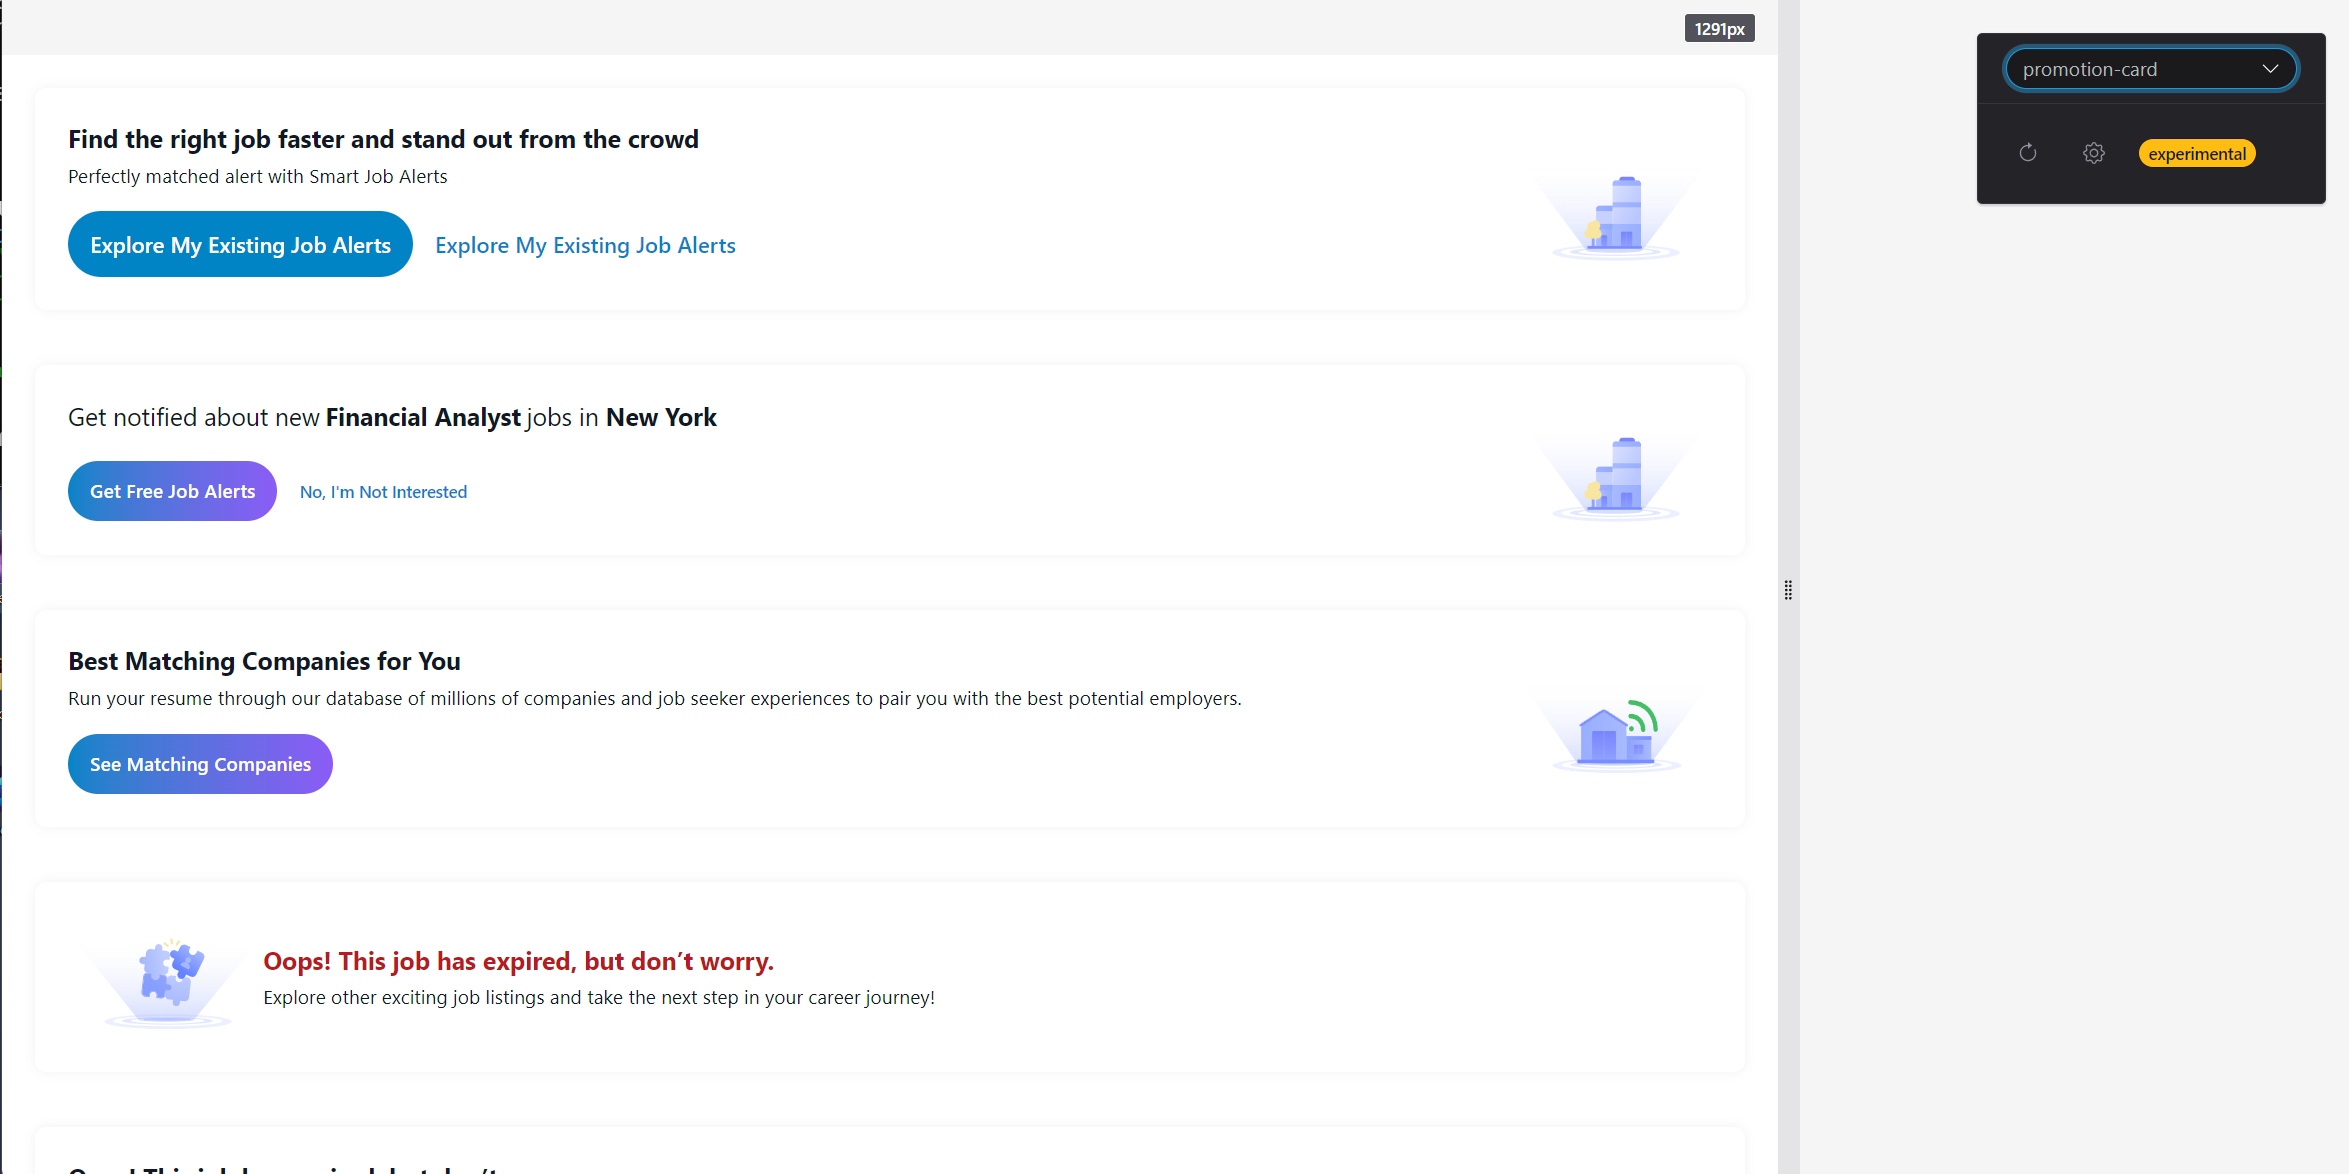 1291px
promotion-card
experimental
Find the right job faster and stand out from the crowd
Perfectly matched alert with Smart Job Alerts
Explore My Existing Job Alerts
Explore My Existing Job Alerts
Get notified about new Financial Analyst jobs in New York
Get Free Job Alerts
No, I'm Not Interested
Best Matching Companies for You
Run your resume through our database of millions of companies and job seeker experiences to pair you with the best potential employers.
See Matching Companies
Oops! This job has expired, but don’t worry.
Explore other exciting job listings and take the next step in your career journey!